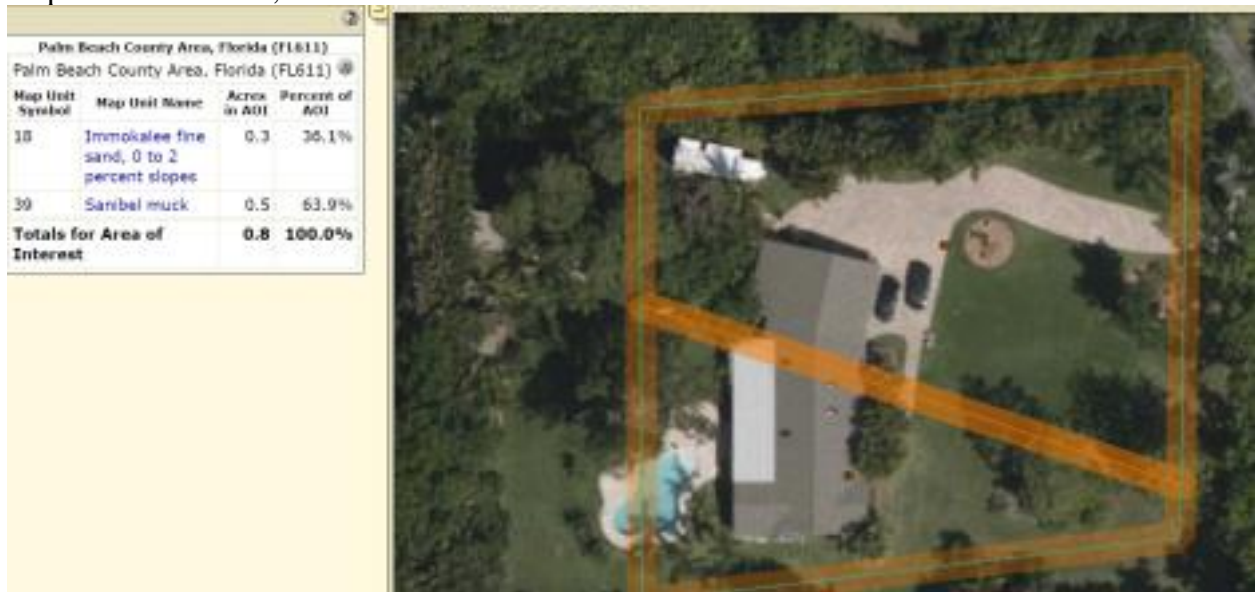 Palm Beach County Area, Florida (FL611)
Palm Beach County Area, Florida (FL611)
Map Unit Symbol Map Unit Name Acres in AOI Percent of AOI
18 Immokalee fine sand, 0 to 2 percent slopes 0.3 36.1%
39 Sanibel muck 0.5 63.9%
Totals for Area of Interest 0.8 100.0%